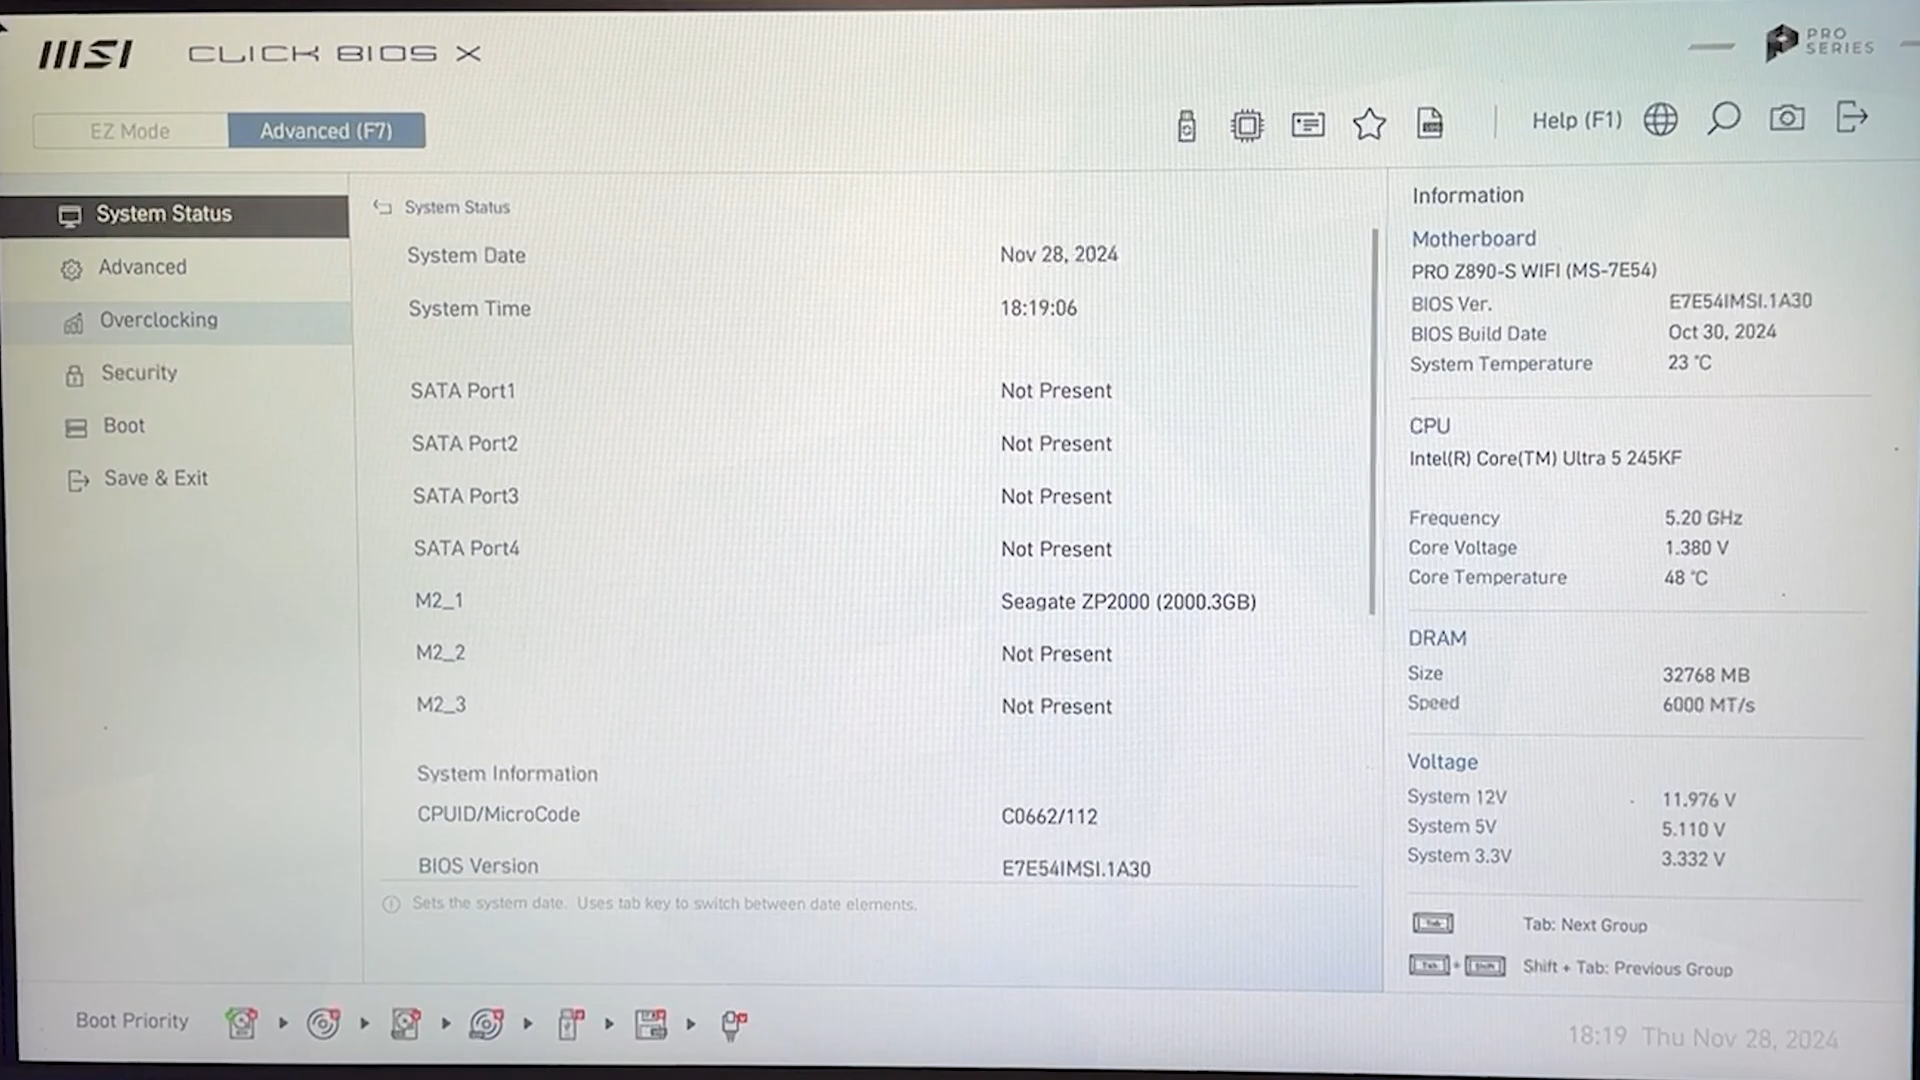 msi CLICK BIOS X
PRO SERIES
EZ Mode Advanced (F7)
Help (F1)
System Status
Advanced
Overclocking
Security
Boot
Save & Exit
System Status
System Date Nov 28, 2024
System Time 18:19:06
SATA Port1 Not Present
SATA Port2 Not Present
SATA Port3 Not Present
SATA Port4 Not Present
M2_1 Seagate ZP2000 (2000.3GB)
M2_2 Not Present
M2_3 Not Present
System Information
CPUID/MicroCode C0662/112
BIOS Version E7E54IMSI.1A30
Sets the system date. Uses tab key to switch between date elements.
Information
Motherboard
PRO Z890-S WIFI (MS-7E54)
BIOS Ver. E7E54IMSI.1A30
BIOS Build Date Oct 30, 2024
System Temperature 23 °C
CPU
Intel(R) Core(TM) Ultra 5 245KF
Frequency 5.20 GHz
Core Voltage 1.380 V
Core Temperature 48 °C
DRAM
Size 32768 MB
Speed 6000 MT/s
Voltage
System 12V 11.976 V
System 5V 5.110 V
System 3.3V 3.332 V
Tab Tab: Next Group
Tab + Shift Shift + Tab: Previous Group
Boot Priority
18:19 Thu Nov 28, 2024